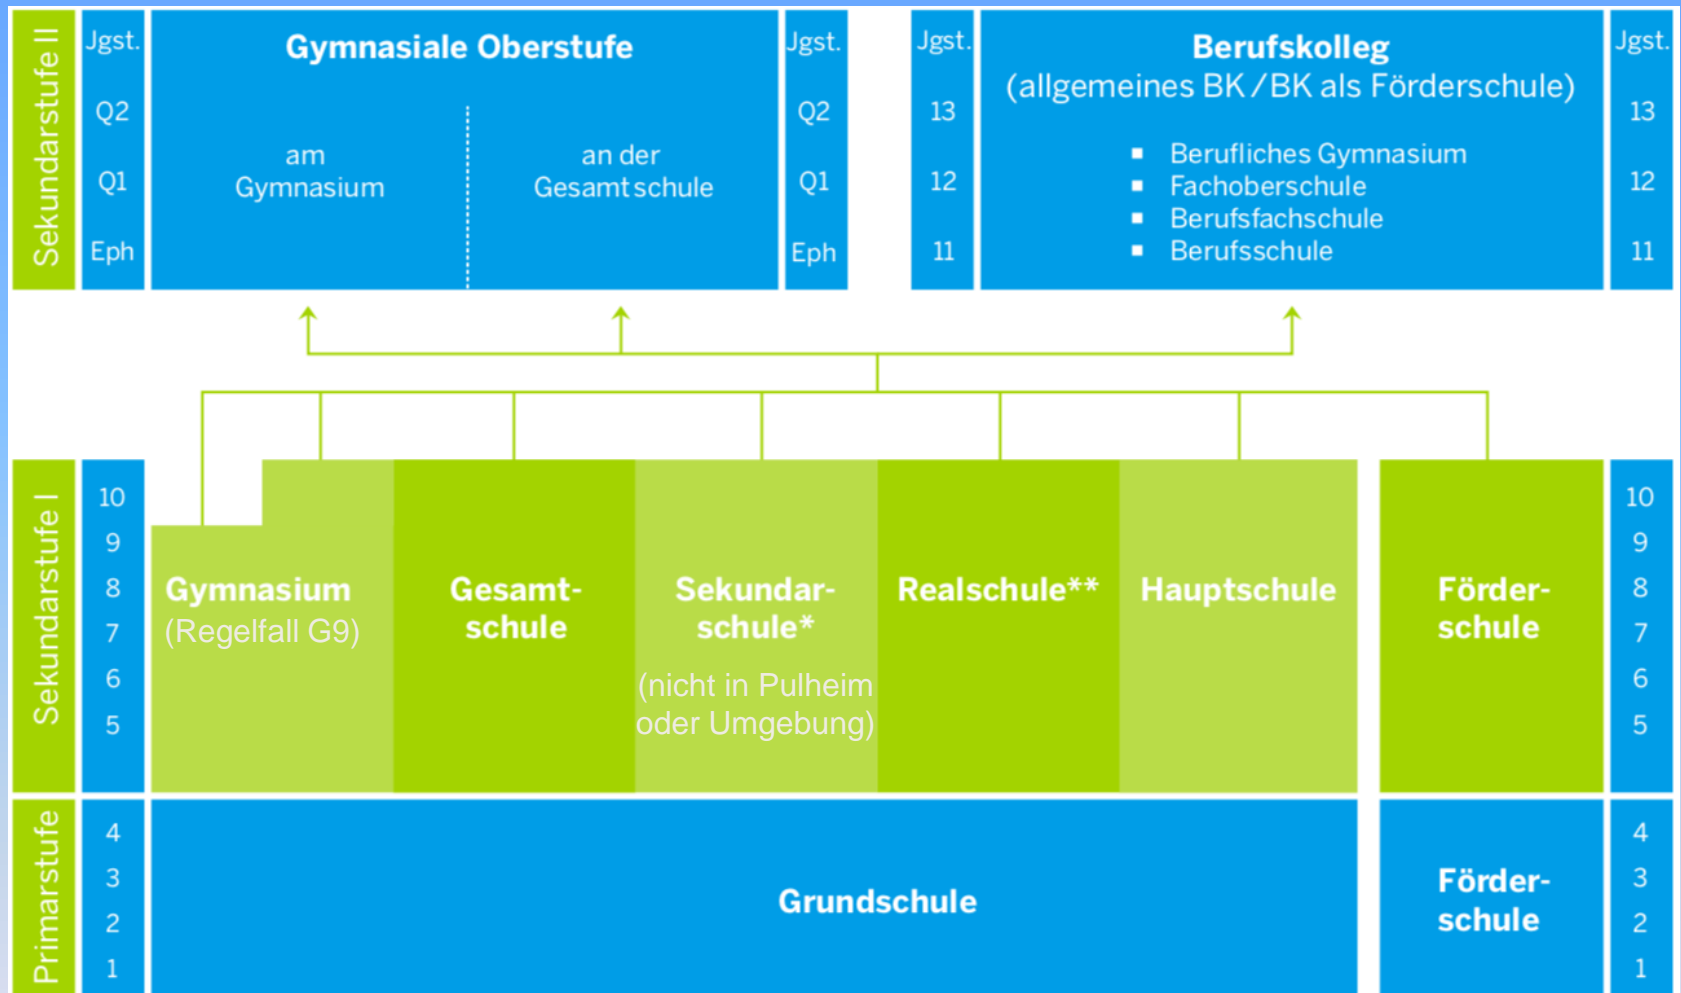 Sekundarstufe II
Jgst.
Q2
Q1
Eph
Gymnasiale Oberstufe
am
Gymnasium
an der
Gesamtschule
Jgst.
Q2
Q1
Eph
Jgst.
13
12
11
Berufskolleg
(allgemeines BK/BK als Förderschule)
▪ Berufliches Gymnasium
▪ Fachoberschule
▪ Berufsfachschule
▪ Berufsschule
Jgst.
13
12
11
Sekundarstufe I
10
9
8
7
6
5
Gymnasium
(Regelfall G9)
Gesamt-
schule
Sekundar-
schule*
(nicht in Pulheim
oder Umgebung)
Realschule**
Hauptschule
Förder-
schule
10
9
8
7
6
5
Primarstufe
4
3
2
1
Grundschule
Förder-
schule
4
3
2
1